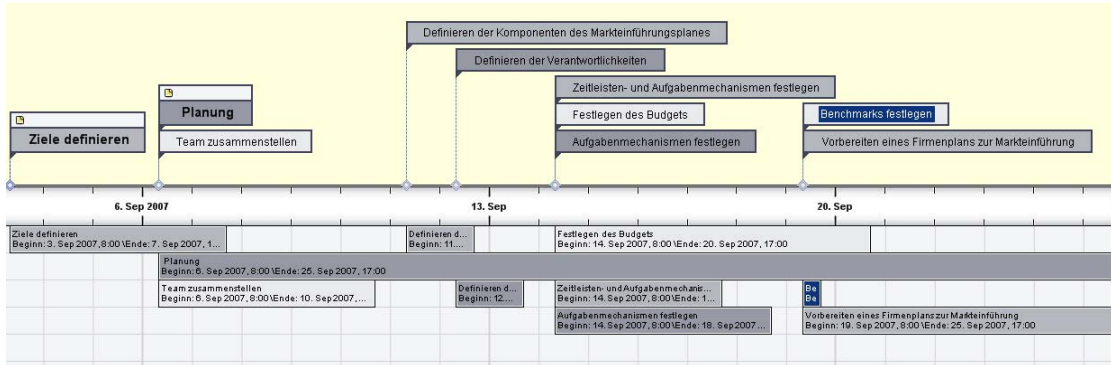 Definieren der Komponenten des Markteinführungsplanes
Definieren der Verantwortlichkeiten
Zeitleisten- und Aufgabenmechanismen festlegen
Planung
Festlegen des Budgets
Benchmarks festlegen
Ziele definieren
Team zusammenstellen
Aufgabenmechanismen festlegen
Vorbereiten eines Firmenplans zur Markteinführung
6. Sep 2007
13. Sep
20. Sep
Ziele definieren
Beginn: 3. Sep 2007, 8:00 \Ende: 7. Sep 2007, 1...
Definieren d...
Beginn: 11....
Festlegen des Budgets
Beginn: 14. Sep 2007, 8:00 \Ende: 20. Sep 2007, 17:00
Planung
Beginn: 6. Sep 2007, 8:00 \Ende: 25. Sep 2007, 17:00
Team zusammenstellen
Beginn: 6. Sep 2007, 8:00 \Ende: 10. Sep 2007,...
Definieren d...
Beginn: 12....
Zeitleisten- und Aufgabenmechanis...
Beginn: 14. Sep 2007, 8:00 \Ende: 1...
Be
Be
Aufgabenmechanismen festlegen
Beginn: 14. Sep 2007, 8:00 \Ende: 18. Sep 2007...
Vorbereiten eines Firmenplans zur Markteinführung
Beginn: 19. Sep 2007, 8:00 \Ende: 25. Sep 2007, 17:00